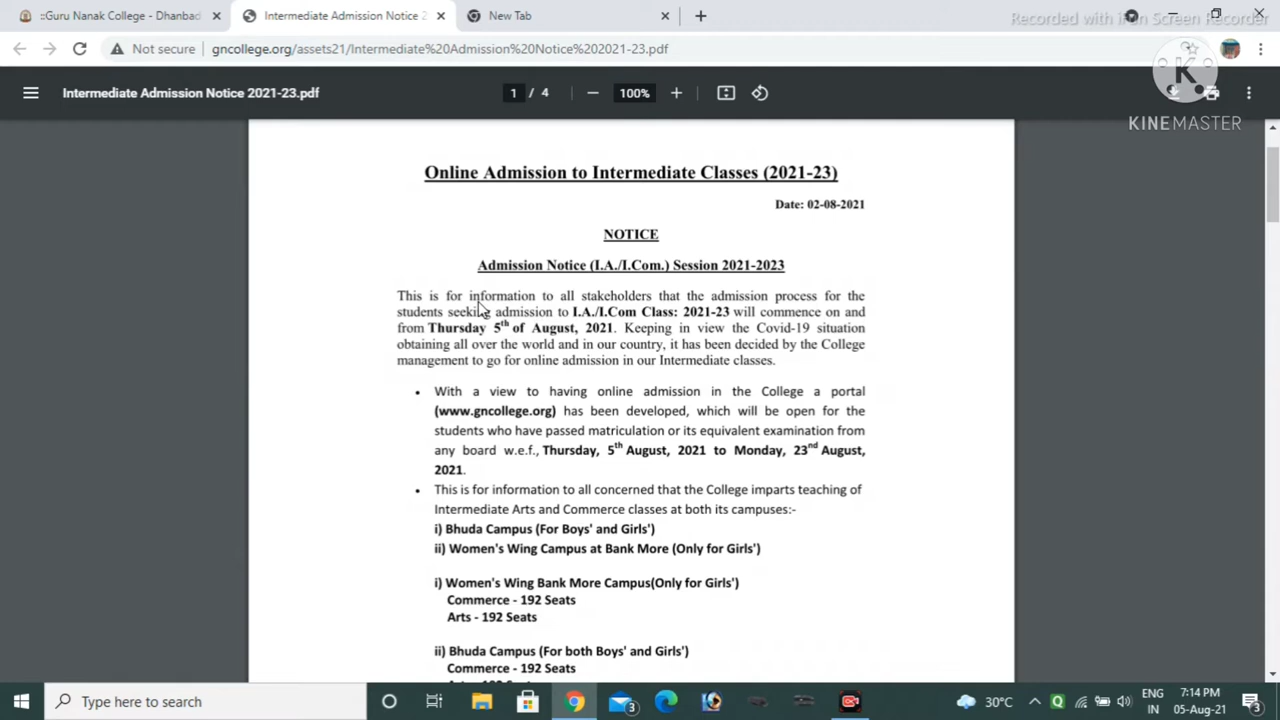 ::Guru Nanak College - Dhanbad
Intermediate Admission Notice 2
New Tab
Recorded with iFun Screen Recorder
Not secure
gncollege.org/assets21/Intermediate%20Admission%20Notice%202021-23.pdf
K
KINEMASTER
Intermediate Admission Notice 2021-23.pdf
1 / 4
100%
Online Admission to Intermediate Classes (2021-23)
Date: 02-08-2021
NOTICE
Admission Notice (I.A./I.Com.) Session 2021-2023
This is for information to all stakeholders that the admission process for the
students seeking admission to I.A./I.Com Class: 2021-23 will commence on and
from Thursday 5th of August, 2021. Keeping in view the Covid-19 situation
obtaining all over the world and in our country, it has been decided by the College
management to go for online admission in our Intermediate classes.
• With a view to having online admission in the College a portal
(www.gncollege.org) has been developed, which will be open for the
students who have passed matriculation or its equivalent examination from
any board w.e.f., Thursday, 5th August, 2021 to Monday, 23nd August,
2021.
• This is for information to all concerned that the College imparts teaching of
Intermediate Arts and Commerce classes at both its campuses:-
i) Bhuda Campus (For Boys' and Girls')
ii) Women's Wing Campus at Bank More (Only for Girls')
i) Women's Wing Bank More Campus(Only for Girls')
Commerce - 192 Seats
Arts - 192 Seats
ii) Bhuda Campus (For both Boys' and Girls')
Commerce - 192 Seats
Type here to search
3
30°C
ENG
IN
7:14 PM
05-Aug-21
3